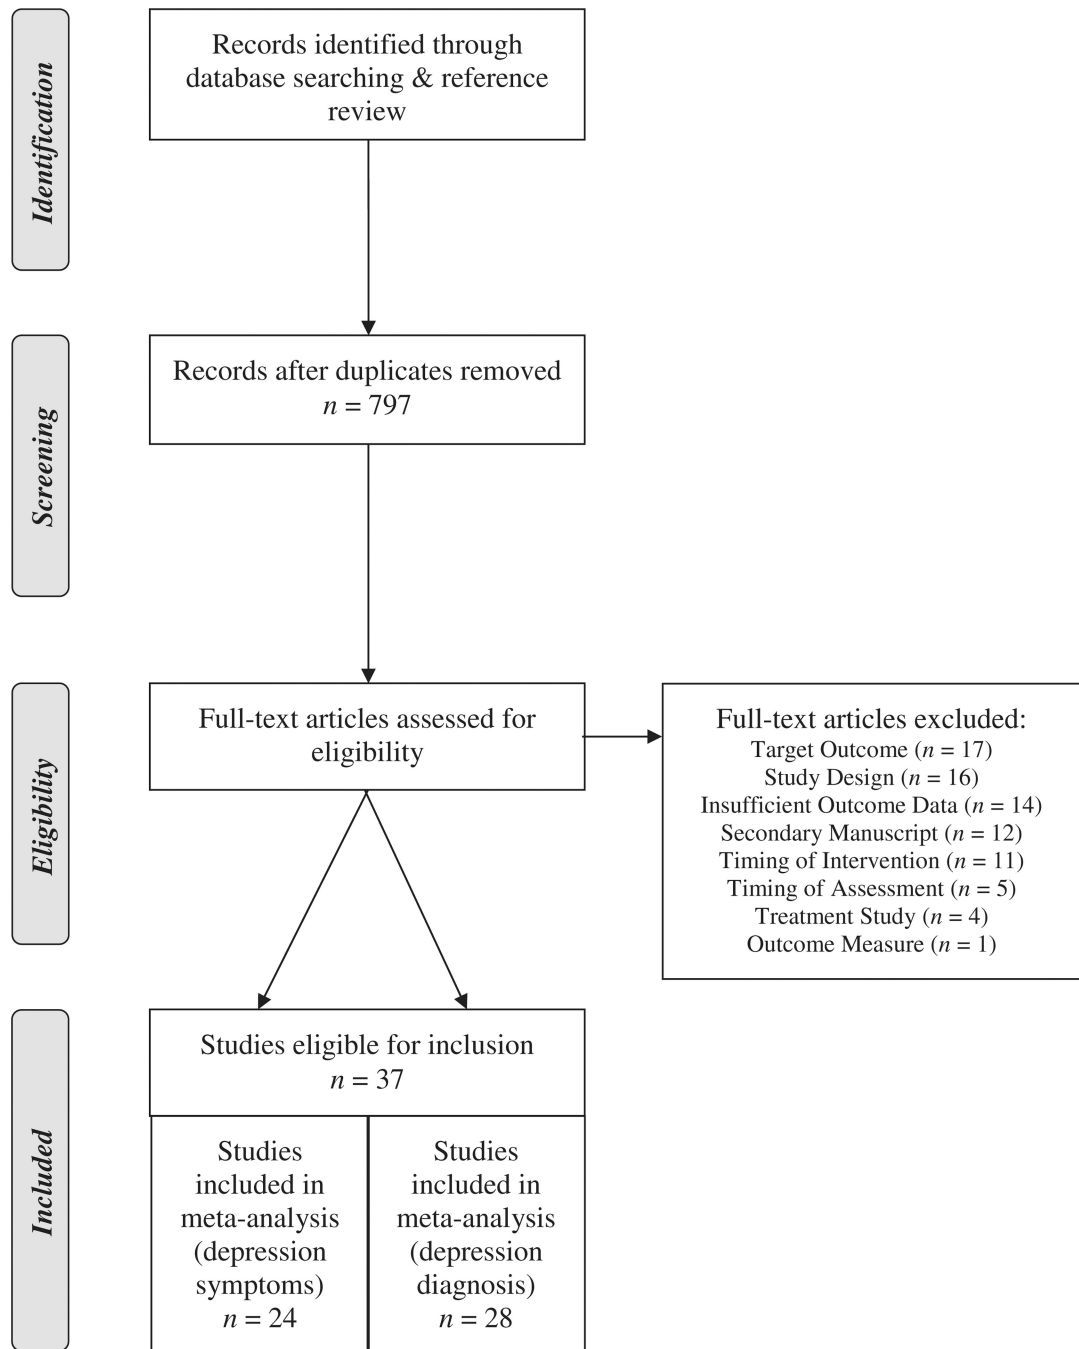 Identification
Records identified through
database searching & reference
review
Screening
Records after duplicates removed
n = 797
Eligibility
Full-text articles assessed for
eligibility
Full-text articles excluded:
Target Outcome (n = 17)
Study Design (n = 16)
Insufficient Outcome Data (n = 14)
Secondary Manuscript (n = 12)
Timing of Intervention (n = 11)
Timing of Assessment (n = 5)
Treatment Study (n = 4)
Outcome Measure (n = 1)
Included
Studies eligible for inclusion
n = 37
Studies
included in
meta-analysis
(depression
symptoms)
n = 24
Studies
included in
meta-analysis
(depression
diagnosis)
n = 28